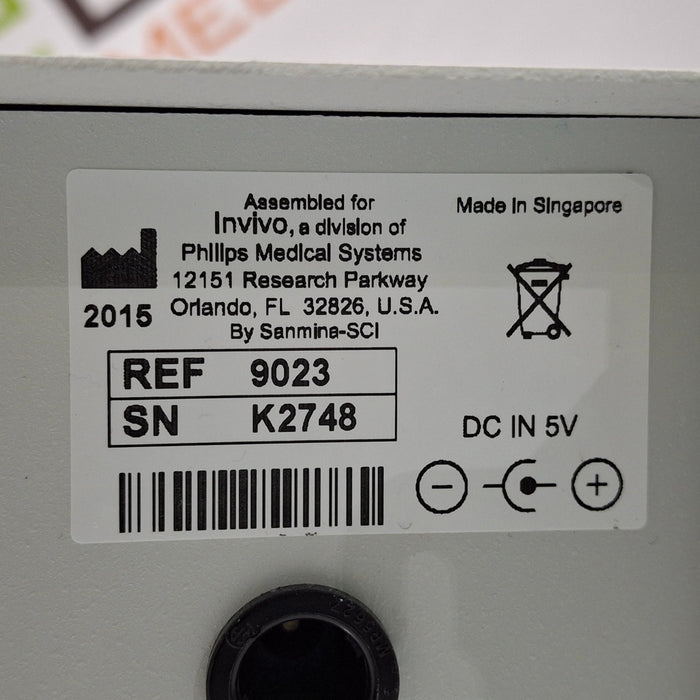 MED
Assembled for
Invivo, a division of
Philips Medical Systems
12151 Research Parkway
Orlando, FL 32826, U.S.A.
By Sanmina-SCI
2015
Made in Singapore
REF 9023
SN K2748
DC IN 5V